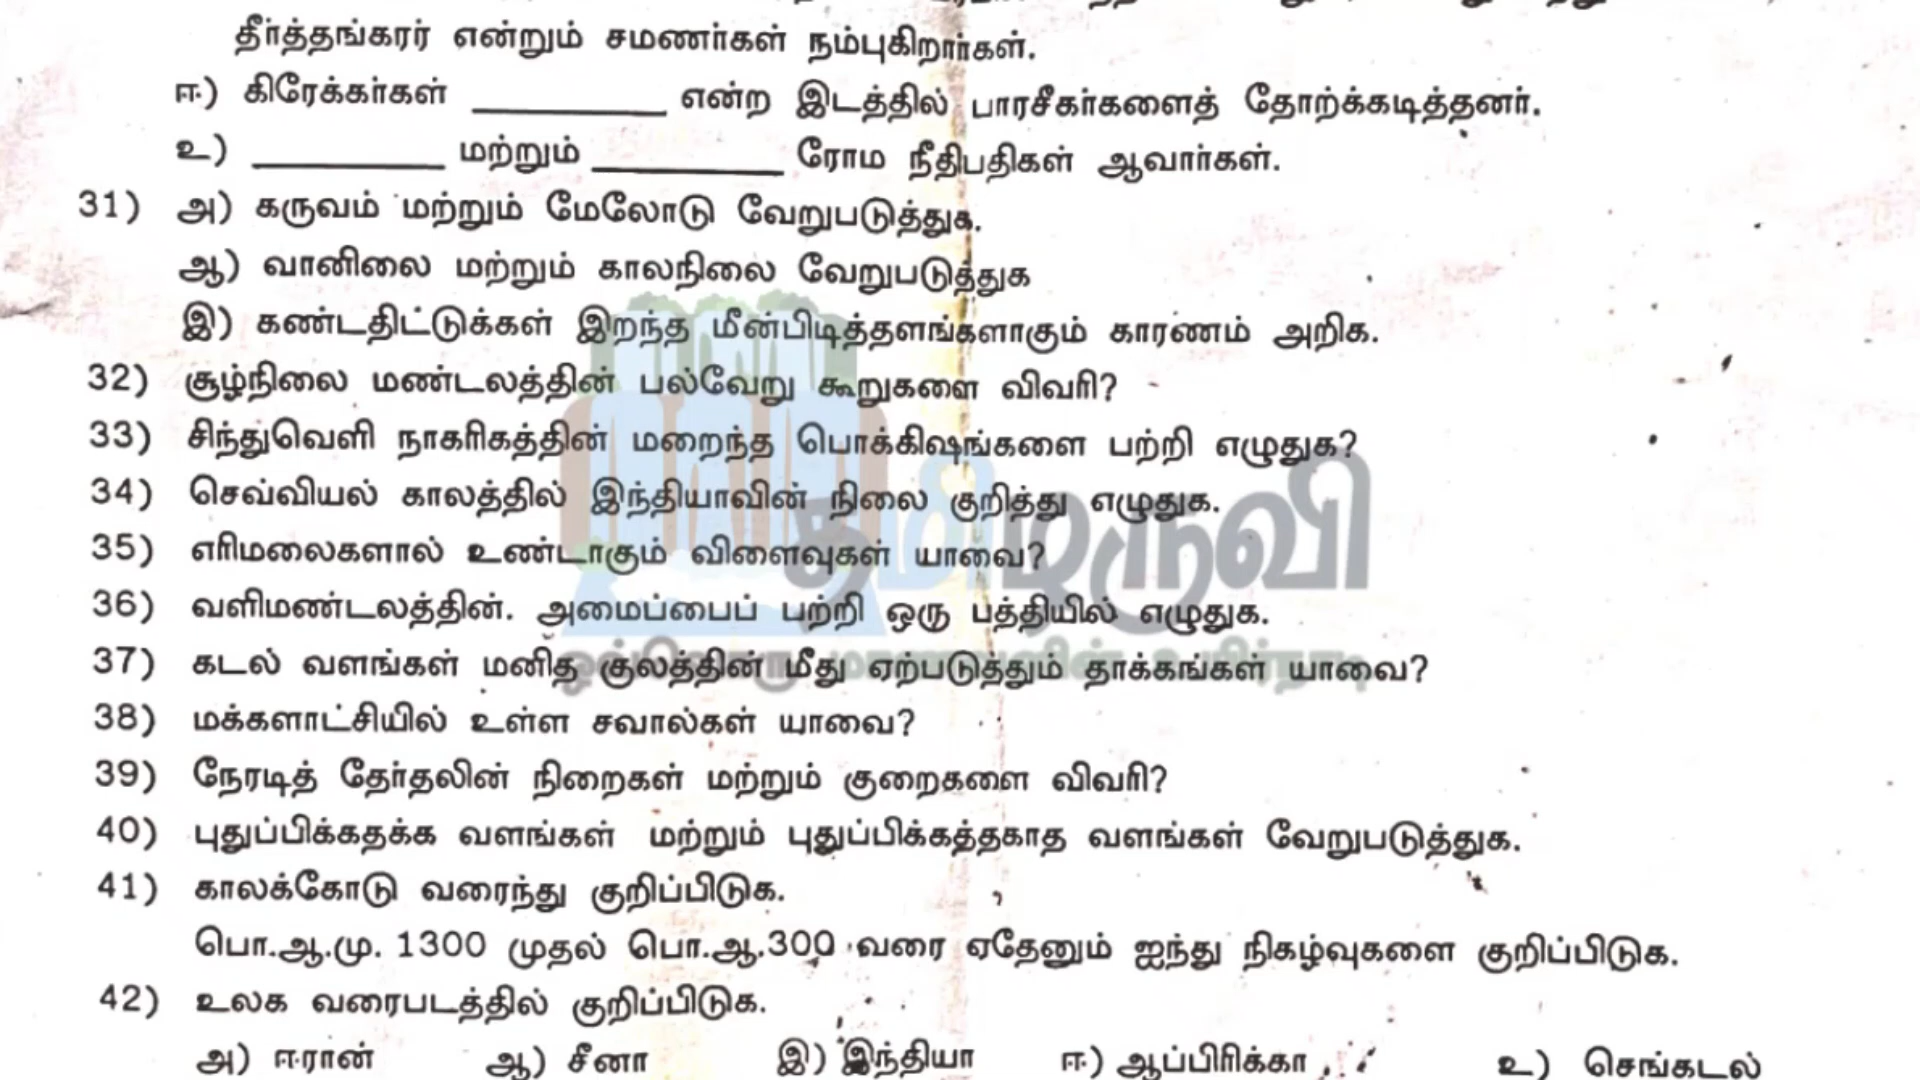 தீர்த்தங்கரர் என்றும் சமணர்கள் நம்புகிறார்கள்.
ஈ) கிரேக்கர்கள் __________ என்ற இடத்தில் பாரசீகர்களைத் தோற்க்கடித்தனர்.
உ) __________ மற்றும் __________ ரோம நீதிபதிகள் ஆவார்கள்.
31) அ) கருவம் மற்றும் மேலோடு வேறுபடுத்துக.
ஆ) வானிலை மற்றும் காலநிலை வேறுபடுத்துக
இ) கண்டதிட்டுக்கள் இறந்த மீன்பிடித்தளங்களாகும் காரணம் அறிக.
32) சூழ்நிலை மண்டலத்தின் பல்வேறு கூறுகளை விவரி?
33) சிந்துவெளி நாகரிகத்தின் மறைந்த பொக்கிஷங்களை பற்றி எழுதுக?
34) செவ்வியல் காலத்தில் இந்தியாவின் நிலை குறித்து எழுதுக.
35) எரிமலைகளால் உண்டாகும் விளைவுகள் யாவை?
36) வளிமண்டலத்தின். அமைப்பைப் பற்றி ஒரு பத்தியில் எழுதுக.
37) கடல் வளங்கள் மனித குலத்தின் மீது ஏற்படுத்தும் தாக்கங்கள் யாவை?
38) மக்களாட்சியில் உள்ள சவால்கள் யாவை?
39) நேரடித் தேர்தலின் நிறைகள் மற்றும் குறைகளை விவரி?
40) புதுப்பிக்கதக்க வளங்கள் மற்றும் புதுப்பிக்கத்தகாத வளங்கள் வேறுபடுத்துக.
41) காலக்கோடு வரைந்து குறிப்பிடுக.
பொ.ஆ.மு. 1300 முதல் பொ.ஆ.300 வரை ஏதேனும் ஐந்து நிகழ்வுகளை குறிப்பிடுக.
42) உலக வரைபடத்தில் குறிப்பிடுக.
அ) ஈரான் ஆ) சீனா இ) இந்தியா ஈ) ஆப்பிரிக்கா உ) செங்கடல்
தமிழருவி